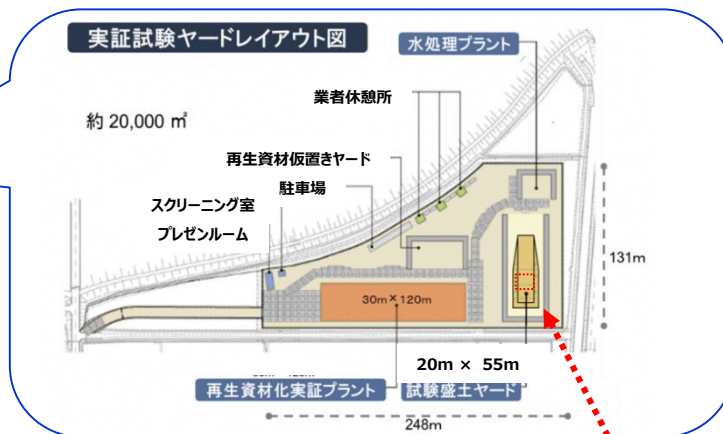 実証試験ヤードレイアウト図
水処理プラント
業者休憩所
約 20,000 ㎡
再生資材仮置きヤード
駐車場
スクリーニング室
プレゼンルーム
131m
30m×120m
20m × 55m
再生資材化実証プラント
試験盛土ヤード
248m